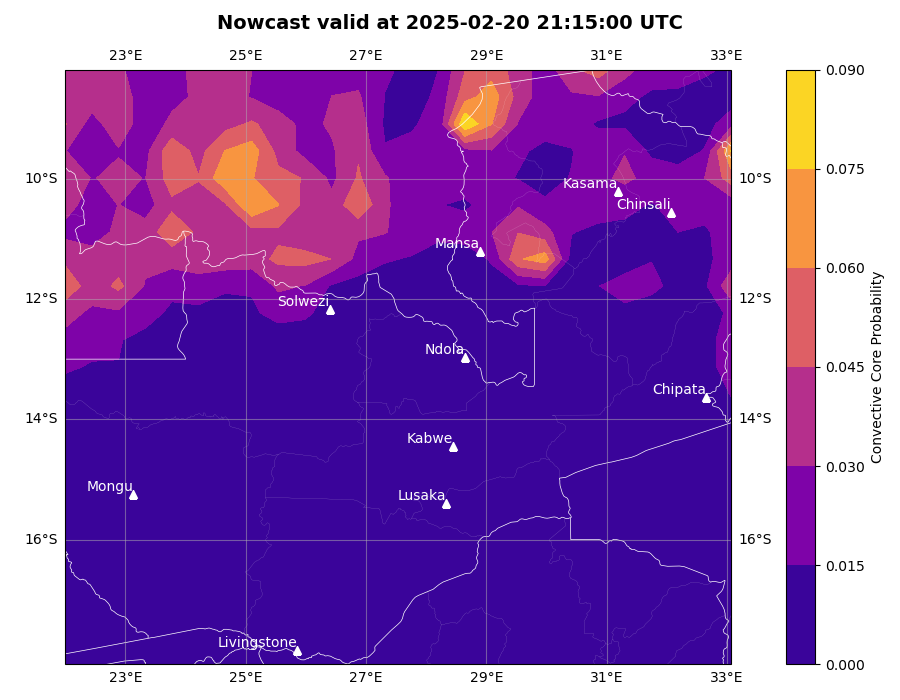 Nowcast valid at 2025-02-20 21:15:00 UTC
23°E 25°E 27°E 29°E 31°E 33°E
0.090
0.075
10°S Kasama 10°S
Chinsali
Mansa
0.060
12°S 12°S
Solwezi
Ndola
0.045
Chipata
14°S 14°S
Kabwe
0.030
Mongu
Lusaka
16°S 16°S
0.015
Livingstone
0.000
23°E 25°E 27°E 29°E 31°E 33°E
Convective Core Probability